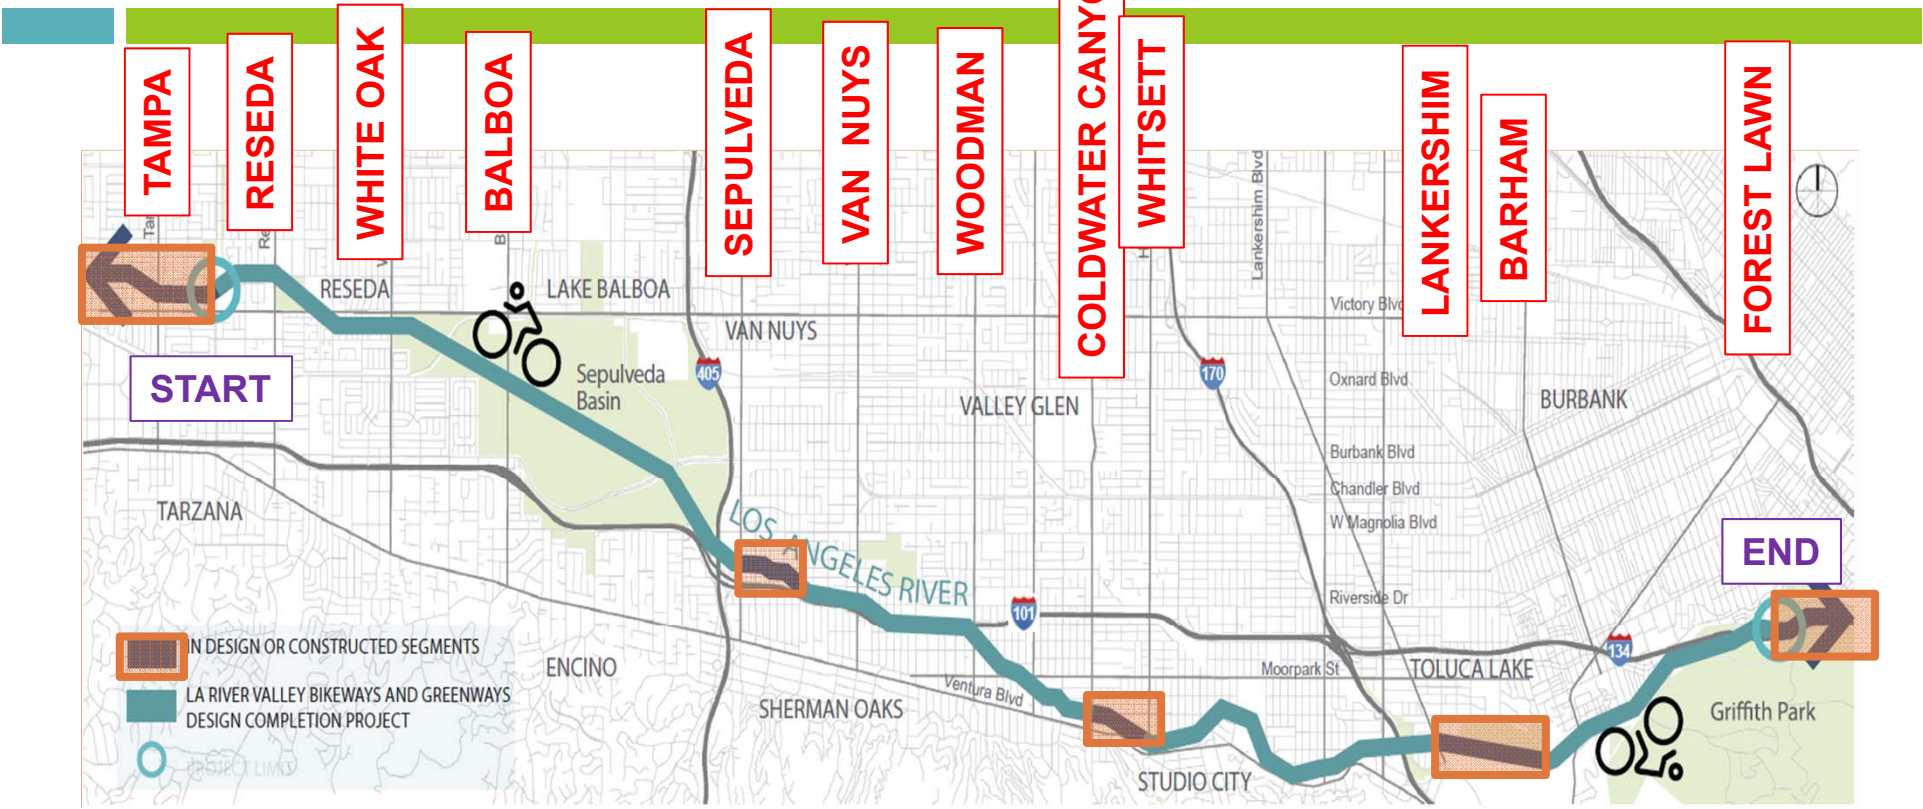 TAMPA
RESEDA
WHITE OAK
BALBOA
SEPULVEDA
VAN NUYS
WOODMAN
COLDWATER CANYO
WHITSETT
LANKERSHIM
BARHAM
FOREST LAWN
Lankershim Blvd
RESEDA
LAKE BALBOA
Victory Blvd
VAN NUYS
START
Sepulveda
Basin
405
170
Oxnard Blvd
VALLEY GLEN
BURBANK
Burbank Blvd
Chandler Blvd
TARZANA
W Magnolia Blvd
LOS ANGELES RIVER
END
Riverside Dr
101
IN DESIGN OR CONSTRUCTED SEGMENTS
134
ENCINO
Moorpark St
TOLUCA LAKE
LA RIVER VALLEY BIKEWAYS AND GREENWAYS
DESIGN COMPLETION PROJECT
Ventura Blvd
SHERMAN OAKS
Griffith Park
PROJECT LIMIT
STUDIO CITY